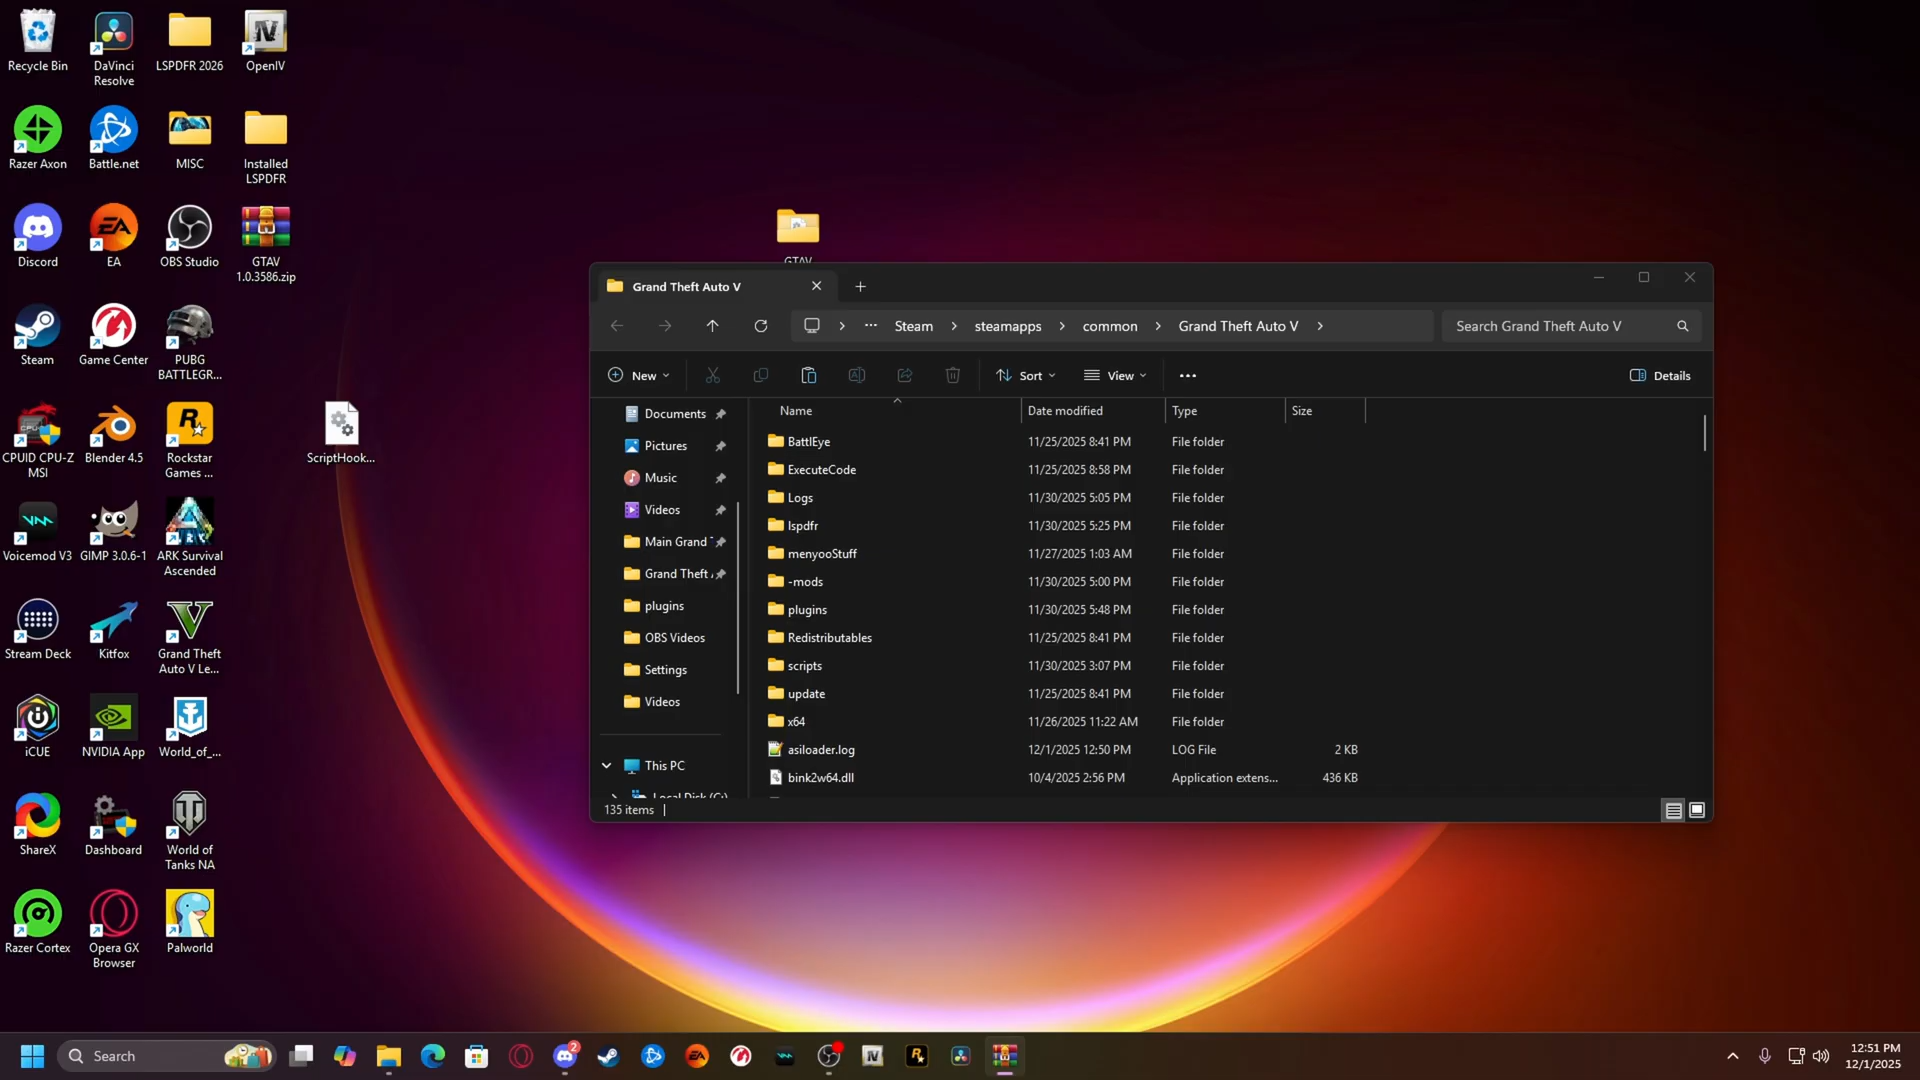 Recycle Bin
DaVinci
Resolve
LSPDFR 2026
OpenIV
Razer Axon
Battle.net
MISC
Installed
LSPDFR
Discord
EA
OBS Studio
GTAV
1.0.3586.zip
Steam
Game Center
PUBG
BATTLEGR...
CPUID CPU-Z
MSI
Blender 4.5
Rockstar
Games ...
ScriptHook...
Voicemod V3
GIMP 3.0.6-1
ARK Survival
Ascended
Stream Deck
Kitfox
Grand Theft
Auto V Le...
iCUE
NVIDIA App
World_of_...
ShareX
Dashboard
World of
Tanks NA
Razer Cortex
Opera GX
Browser
Palworld
GTAV
Grand Theft Auto V
Steam
steamapps
common
Grand Theft Auto V
Search Grand Theft Auto V
New
Sort
View
Details
Documents
Pictures
Music
Videos
Main Grand T
Grand Theft A
plugins
OBS Videos
Settings
Videos
This PC
Local Disk (C:)
Name Date modified Type Size
BattlEye 11/25/2025 8:41 PM File folder
ExecuteCode 11/25/2025 8:58 PM File folder
Logs 11/30/2025 5:05 PM File folder
lspdfr 11/30/2025 5:25 PM File folder
menyooStuff 11/27/2025 1:03 AM File folder
-mods 11/30/2025 5:00 PM File folder
plugins 11/30/2025 5:48 PM File folder
Redistributables 11/25/2025 8:41 PM File folder
scripts 11/30/2025 3:07 PM File folder
update 11/25/2025 8:41 PM File folder
x64 11/26/2025 11:22 AM File folder
asiloader.log 12/1/2025 12:50 PM LOG File 2 KB
bink2w64.dll 10/4/2025 2:56 PM Application extens... 436 KB
135 items
Search
2
12:51 PM
12/1/2025